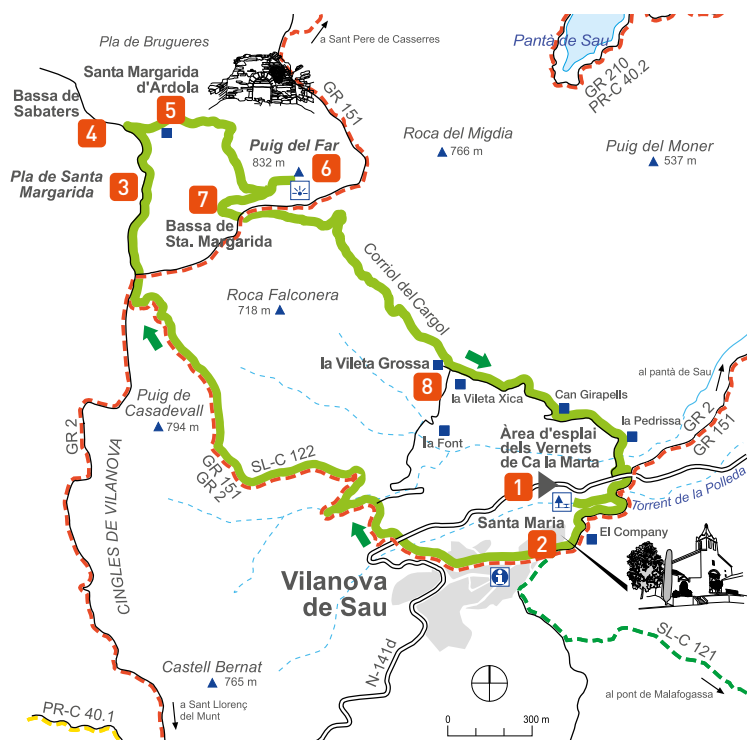 Pla de Brugueres
a Sant Pere de Casserres
Pantà de Sau
GR 210
PR-C 40.2
GR 151
Santa Margarida
d'Ardola
5
Bassa de
Sabaters
4
Roca del Migdia
766 m
Puig del Moner
537 m
Puig del Far
832 m
6
Pla de Santa
Margarida
3
7
Bassa de
Sta. Margarida
Corriol del Cargol
Roca Falconera
718 m
la Vileta Grossa
8
la Vileta Xica
Can Girapells
al pantà de Sau
GR 2
GR 151
la Pedrissa
Puig de
Casadevall
794 m
la Font
Àrea d'esplai
dels Vernets
de Ca la Marta
1
GR 2
CINGLES DE VILANOVA
SL-C 122
GR 151
GR 2
Torrent de la Polleda
Santa Maria
2
El Company
Vilanova
de Sau
SL-C 121
N-141d
Castell Bernat
765 m
a Sant Llorenç
del Munt
al pont de Malafogassa
PR-C 40.1
0
300 m